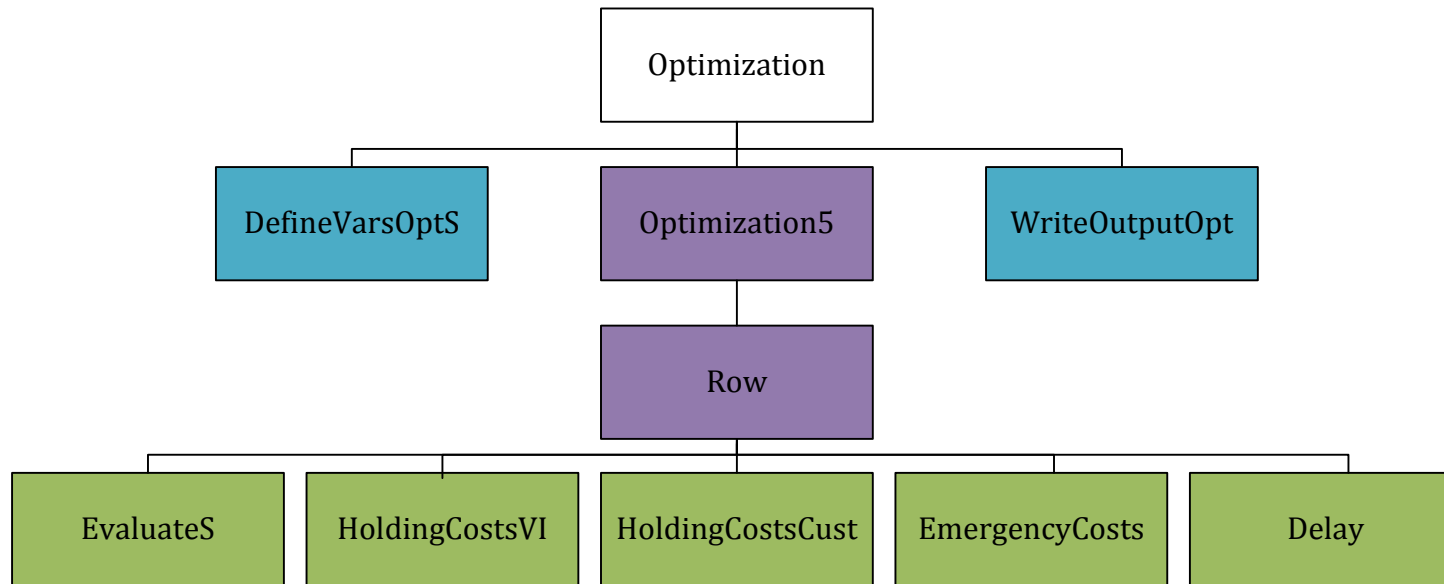 Optimization
DefineVarsOptS
Optimization5
WriteOutputOpt
Row
EvaluateS
HoldingCostsVI
HoldingCostsCust
EmergencyCosts
Delay